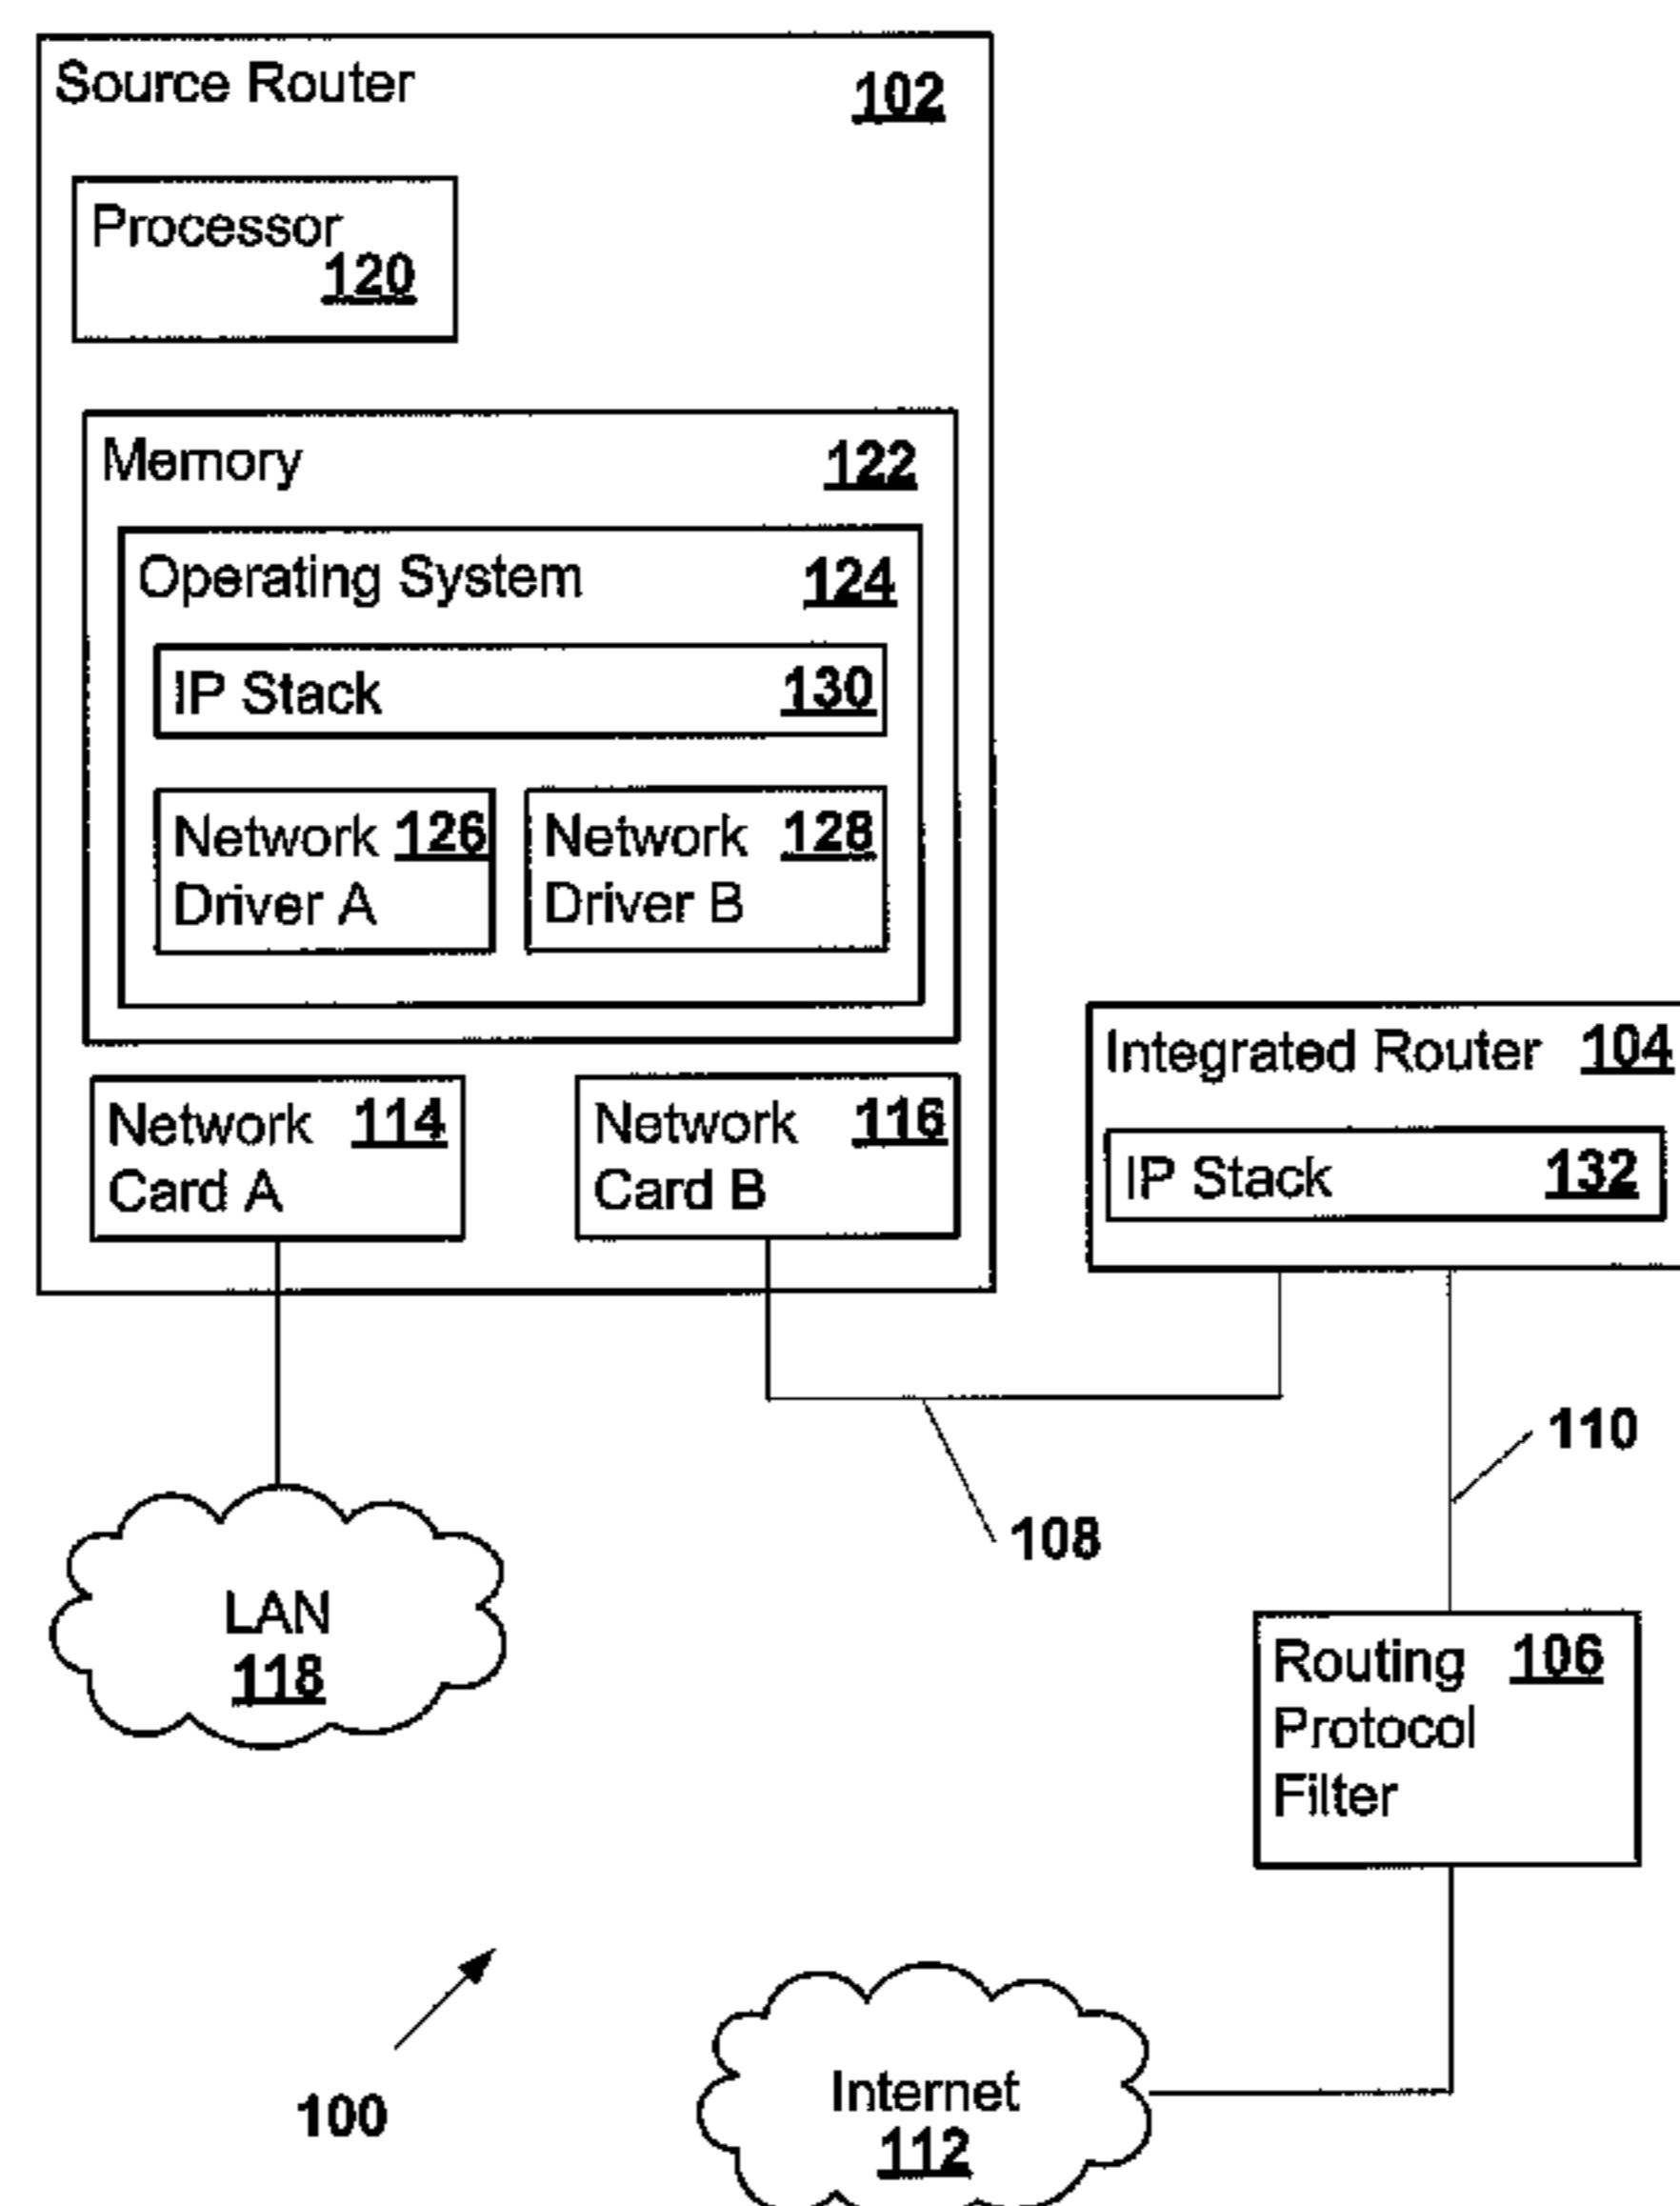 Source Router 102
Processor
120
Memory 122
Operating System 124
IP Stack 130
Network 126
Driver A
Network 128
Driver B
Network 114
Card A
Network 116
Card B
Integrated Router 104
IP Stack 132
108
110
LAN
118
Routing 106
Protocol
Filter
100
Internet
112